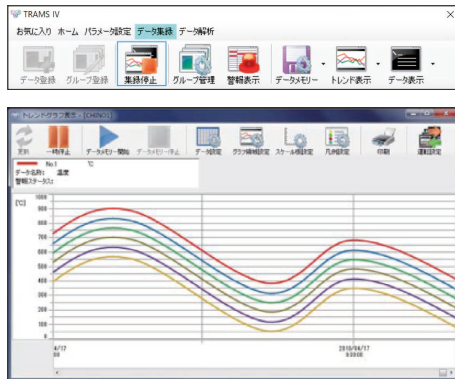 TRAMS IV
お気に入り ホーム パラメータ設定 データ集録 データ解析
データ登録 グループ登録 集録停止 グループ管理 警報表示 データメモリー トレンド表示 データ表示
トレンドグラフ表示 - [CHINO1]
更新 一時停止 データメモリー開始 データメモリー停止 データ設定 グラフ領域設定 スケール板設定 凡例設定 印刷 運転設定
No:1 ℃
データ名称: 温度
警報ステータス:
[℃]
1000
900
800
700
600
500
400
300
200
100
0
4/17 2018/04/17
:00 9:39:00